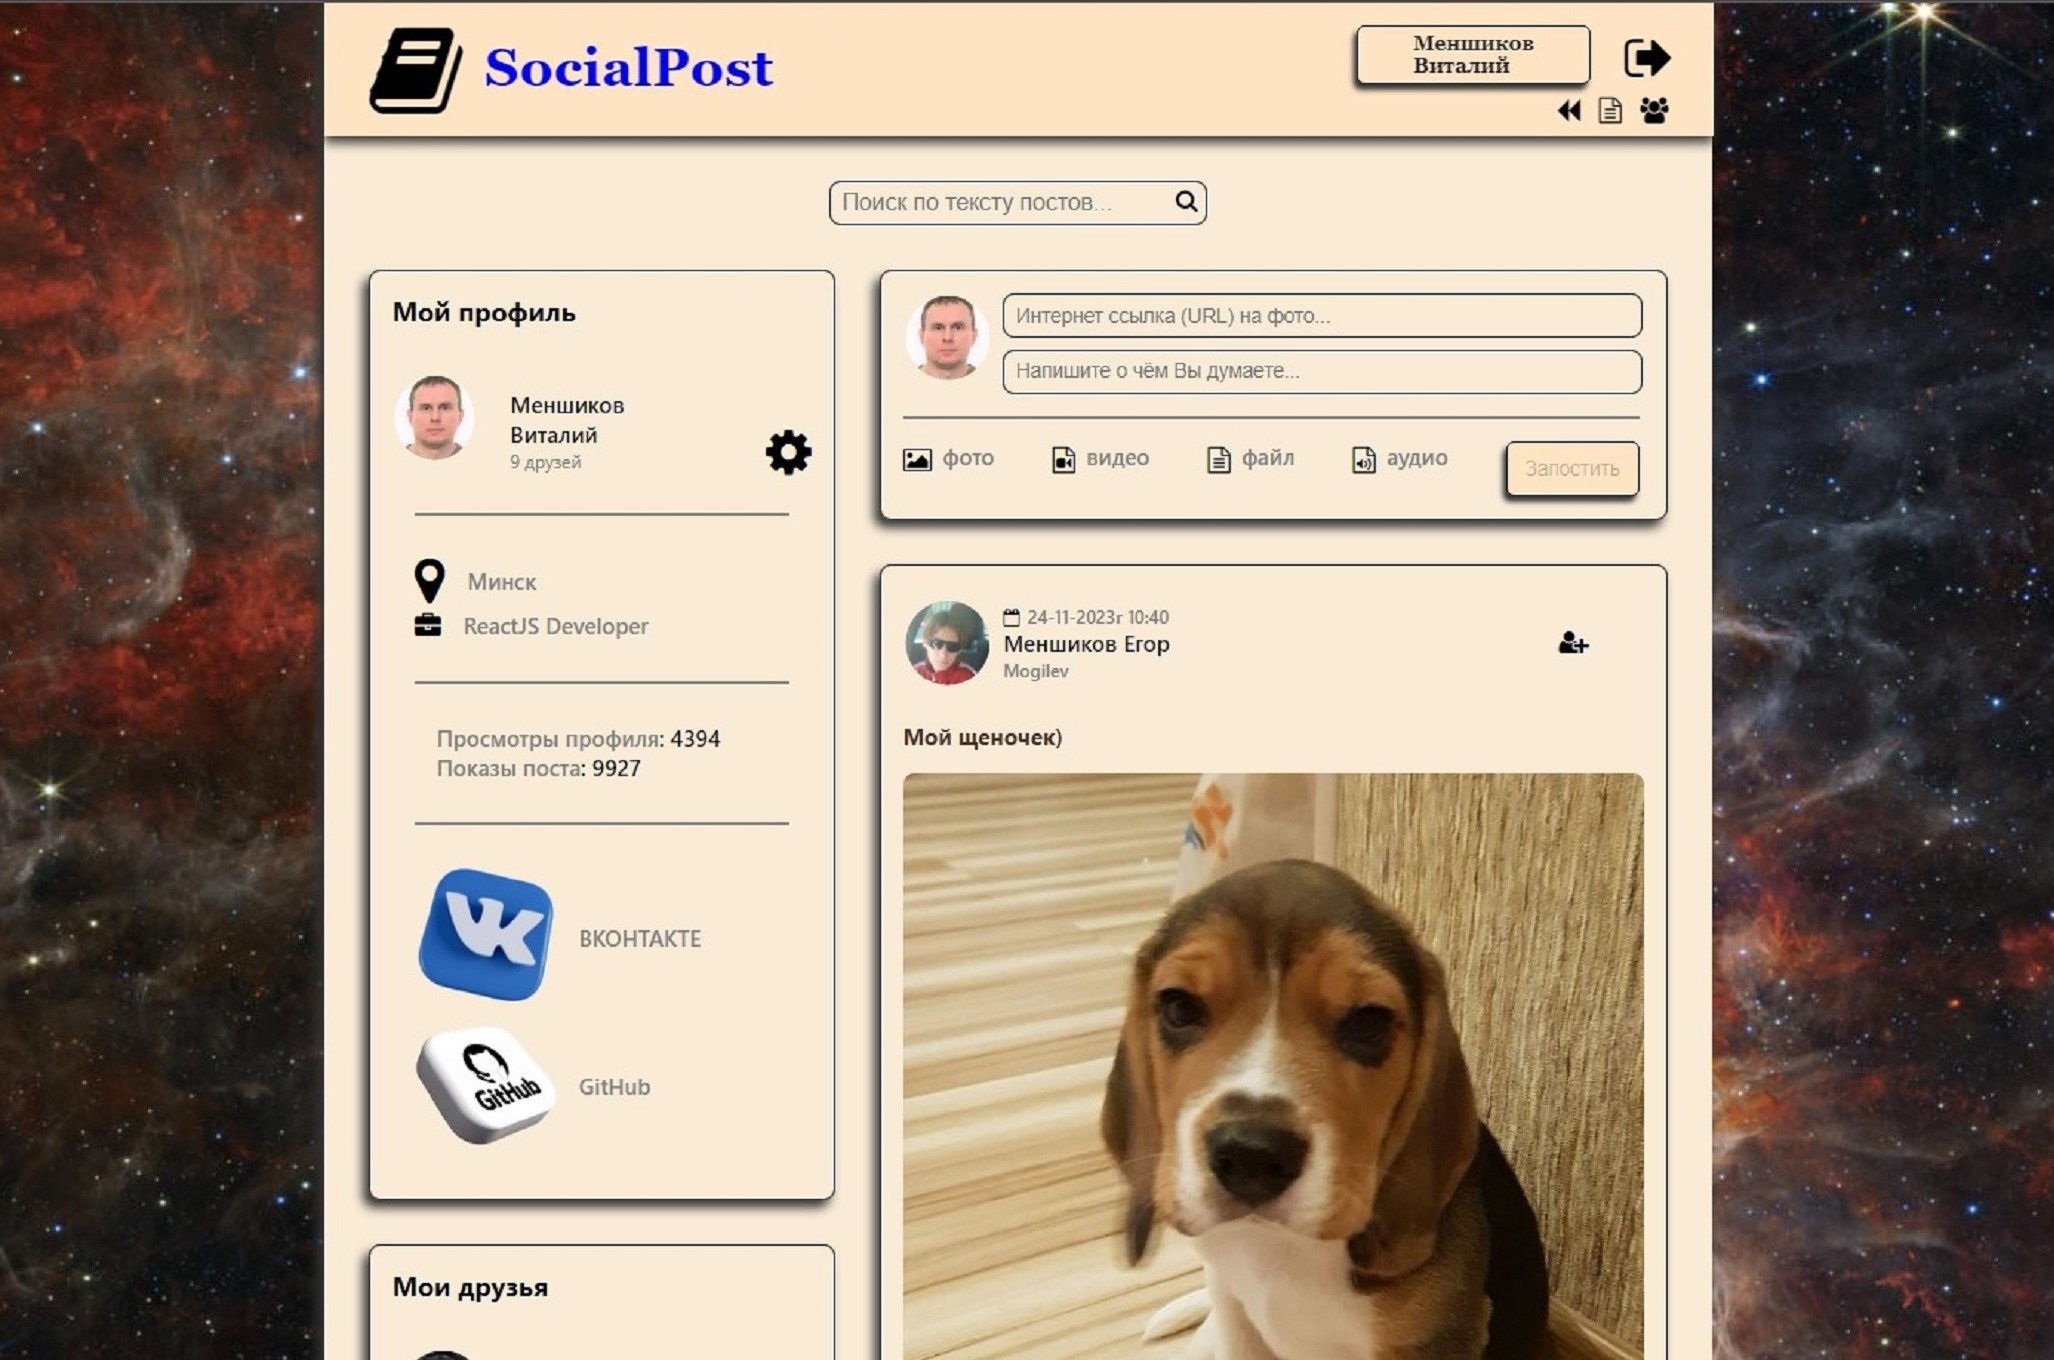 SocialPost
Меншиков
Виталий
Поиск по тексту постов...
Мой профиль
Меншиков
Виталий
9 друзей
Минск
ReactJS Developer
Просмотры профиля: 4394
Показы поста: 9927
ВКОНТАКТЕ
GitHub
GitHub
Мои друзья
Интернет ссылка (URL) на фото...
Напишите о чём Вы думаете...
фото
видео
файл
аудио
Запостить
24-11-2023г 10:40
Меншиков Егор
Mogilev
Мой щеночек)